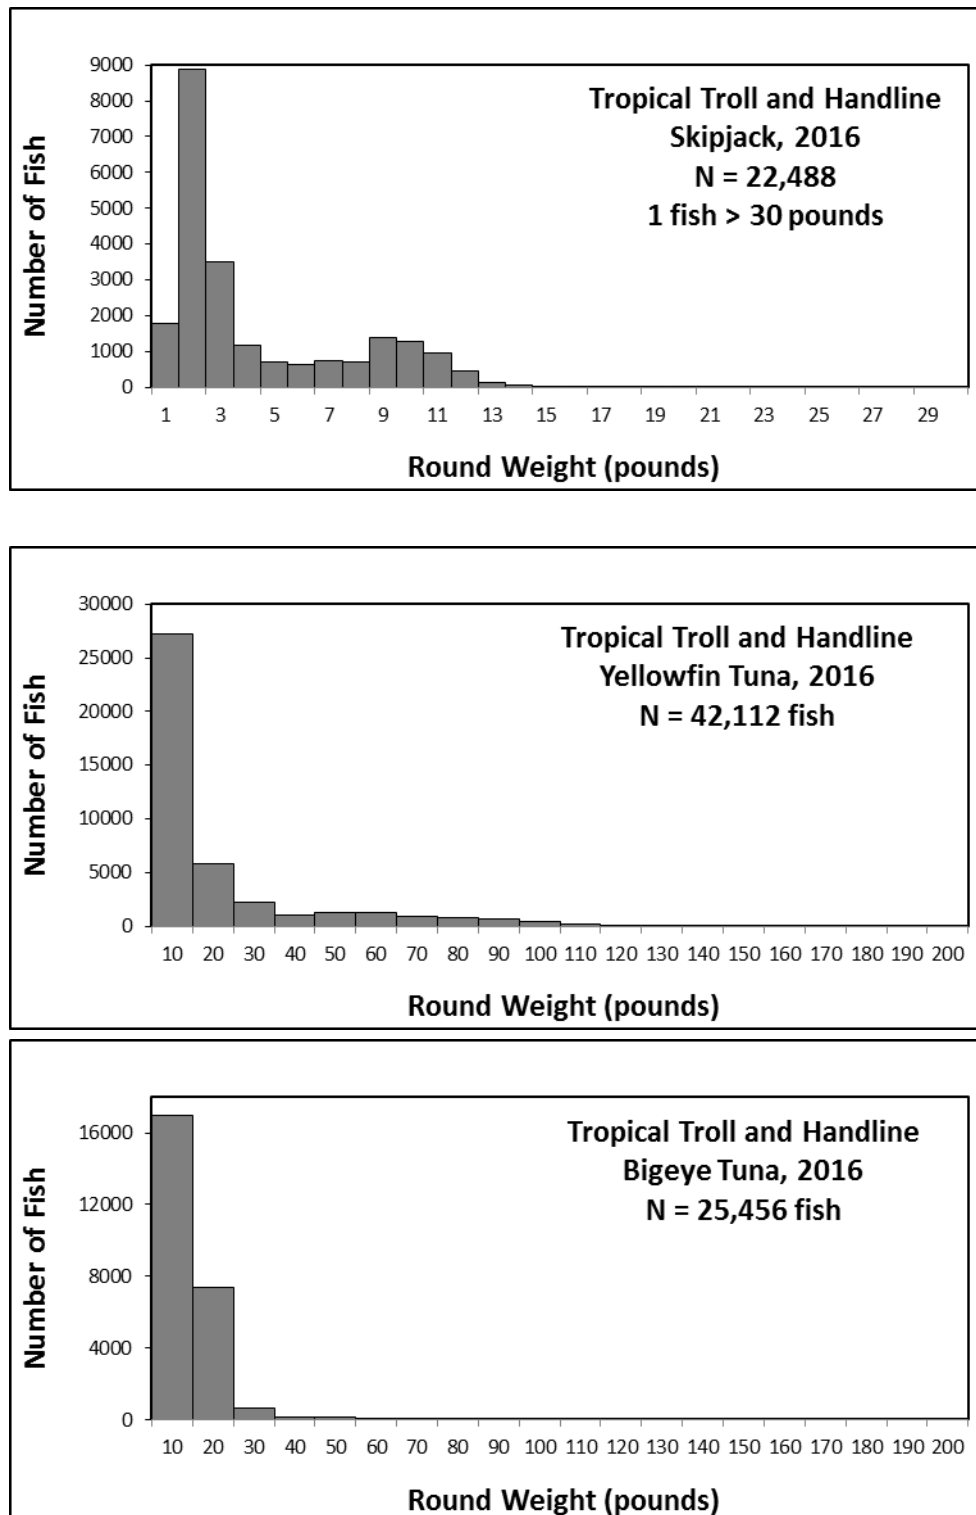 Tropical Troll and Handline
Skipjack, 2016
N = 22,488
1 fish > 30 pounds
Number of Fish
9000
8000
7000
6000
5000
4000
3000
2000
1000
0
1 3 5 7 9 11 13 15 17 19 21 23 25 27 29
Round Weight (pounds)
Tropical Troll and Handline
Yellowfin Tuna, 2016
N = 42,112 fish
Number of Fish
30000
25000
20000
15000
10000
5000
0
10 20 30 40 50 60 70 80 90 100 110 120 130 140 150 160 170 180 190 200
Round Weight (pounds)
Tropical Troll and Handline
Bigeye Tuna, 2016
N = 25,456 fish
Number of Fish
16000
12000
8000
4000
0
10 20 30 40 50 60 70 80 90 100 110 120 130 140 150 160 170 180 190 200
Round Weight (pounds)